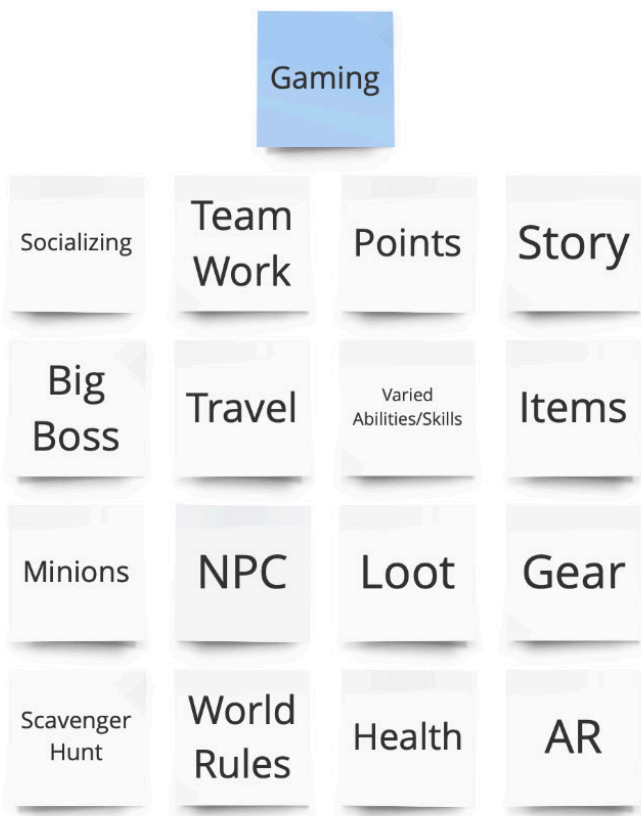 Gaming
Socializing
Team
Work
Points
Story
Big
Boss
Travel
Varied
Abilities/Skills
Items
Minions
NPC
Loot
Gear
Scavenger
Hunt
World
Rules
Health
AR